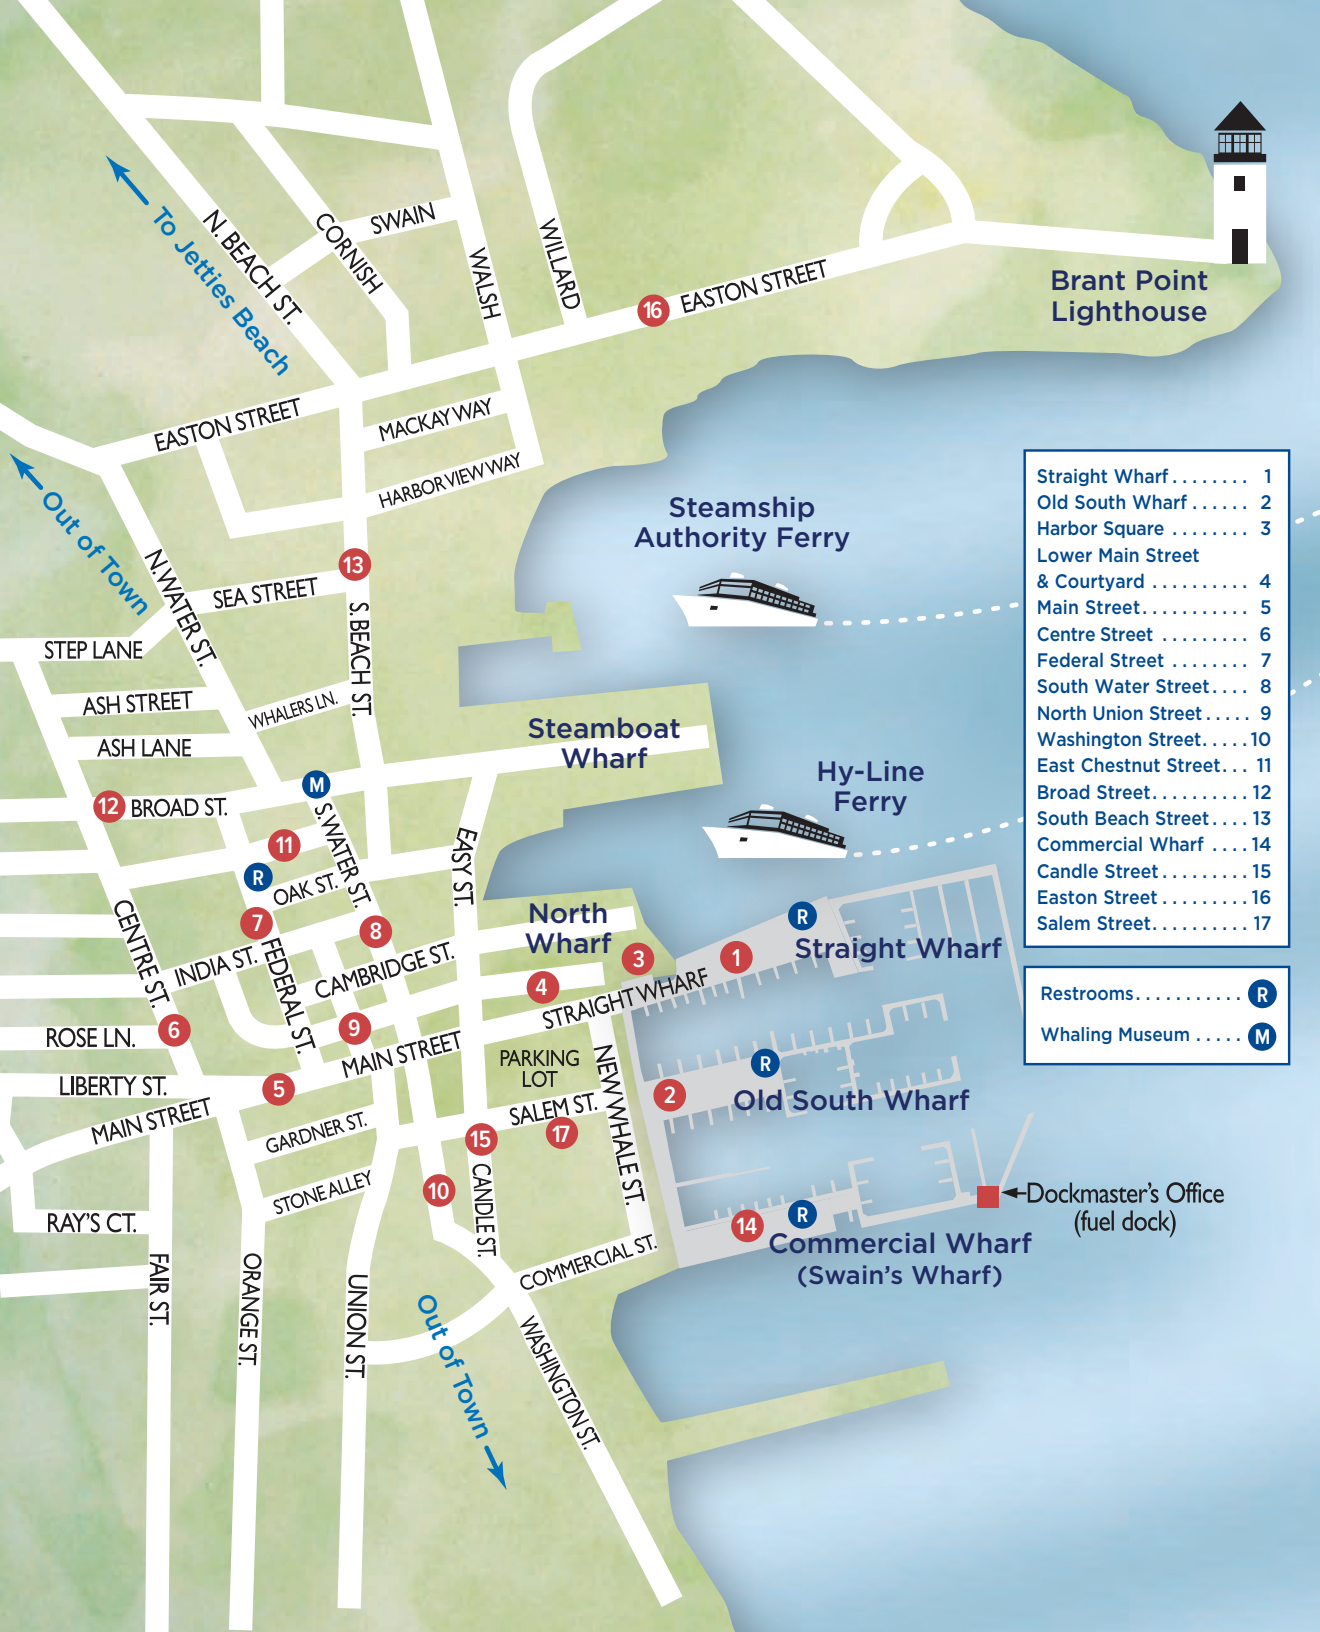 SWAIN
N. BEACH ST.
CORNISH
WALSH
WILLARD
To Jetties Beach
16
EASTON STREET
Brant Point
Lighthouse
EASTON STREET
MACKAY WAY
HARBOR VIEW WAY
Out of Town
Steamship
Authority Ferry
N. WATER ST.
13
SEA STREET
S. BEACH ST.
STEP LANE
ASH STREET
WHALERS LN.
ASH LANE
Steamboat
Wharf
Hy-Line
Ferry
M
12
BROAD ST.
S. WATER ST.
11
EASY ST.
R
OAK ST.
7
8
CENTRE ST.
INDIA ST.
FEDERAL ST.
CAMBRIDGE ST.
North
Wharf
3
1
R
Straight Wharf
4
STRAIGHT WHARF
6
ROSE LN.
9
MAIN STREET
PARKING
LOT
NEW WHALE ST.
R
Old South Wharf
2
LIBERTY ST.
5
MAIN STREET
GARDNER ST.
SALEM ST.
17
15
STONE ALLEY
10
CANDLE ST.
RAY'S CT.
14
R
Commercial Wharf
(Swain's Wharf)
Dockmaster's Office
(fuel dock)
COMMERCIAL ST.
FAIR ST.
ORANGE ST.
UNION ST.
Out of Town
WASHINGTON ST.
Straight Wharf ........ 1
Old South Wharf ...... 2
Harbor Square ........ 3
Lower Main Street
& Courtyard .......... 4
Main Street ........... 5
Centre Street ......... 6
Federal Street ........ 7
South Water Street .... 8
North Union Street ..... 9
Washington Street ..... 10
East Chestnut Street ... 11
Broad Street .......... 12
South Beach Street .... 13
Commercial Wharf .... 14
Candle Street ......... 15
Easton Street ......... 16
Salem Street .......... 17
Restrooms ........... R
Whaling Museum ..... M